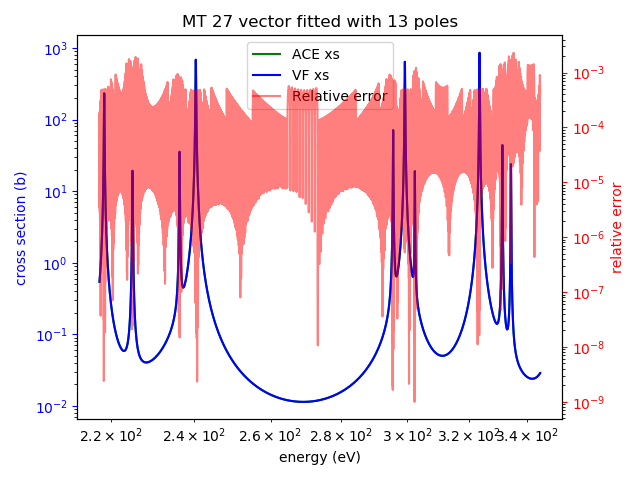 MT 27 vector fitted with 13 poles
ACE xs
VF xs
Relative error
10³
10²
10¹
10⁰
10⁻¹
10⁻²
cross section (b)
10⁻³
10⁻⁴
10⁻⁵
10⁻⁶
10⁻⁷
10⁻⁸
10⁻⁹
relative error
2.2 × 10² 2.4 × 10² 2.6 × 10² 2.8 × 10² 3 × 10² 3.2 × 10² 3.4 × 10²
energy (eV)